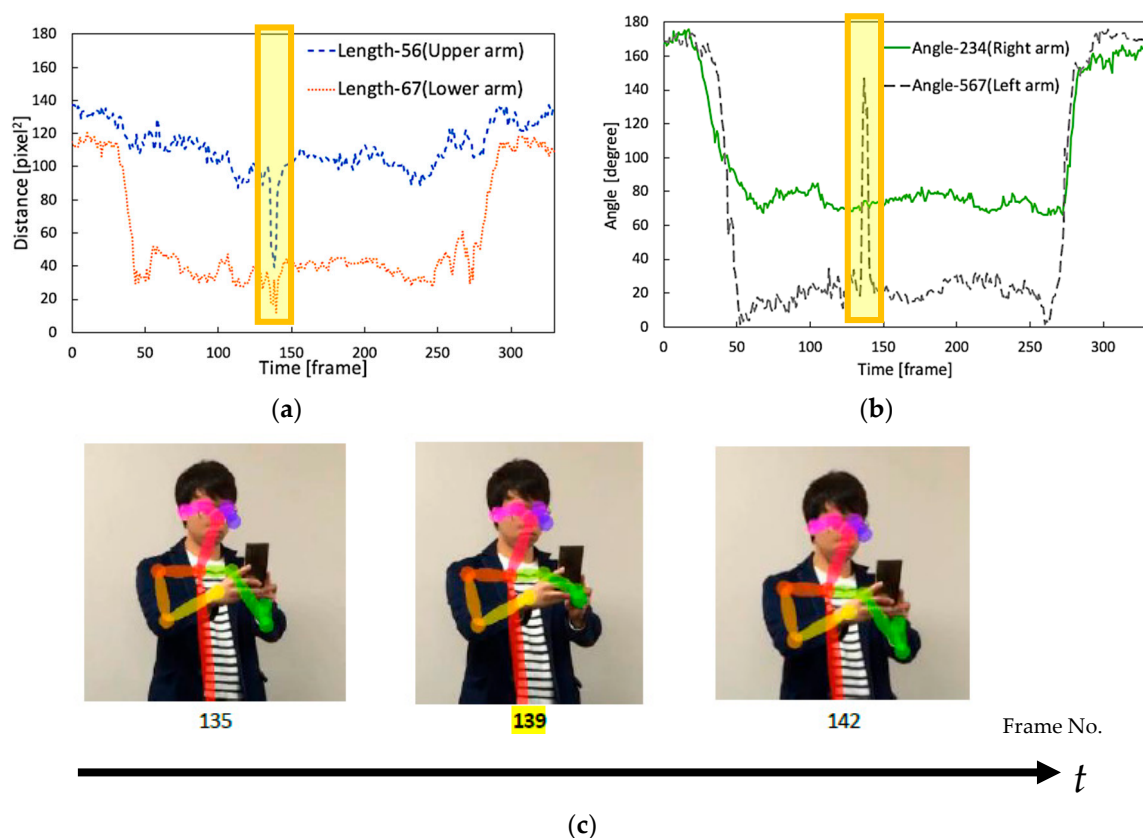 180
160
140
120
100
80
60
40
20
0
Distance [pixel²]
Length-56(Upper arm)
Length-67(Lower arm)
0 50 100 150 200 250 300
Time [frame]
(a)
180
160
140
120
100
80
60
40
20
0
Angle [degree]
Angle-234(Right arm)
Angle-567(Left arm)
0 50 100 150 200 250 300
Time [frame]
(b)
135 139 142 Frame No.
t
(c)